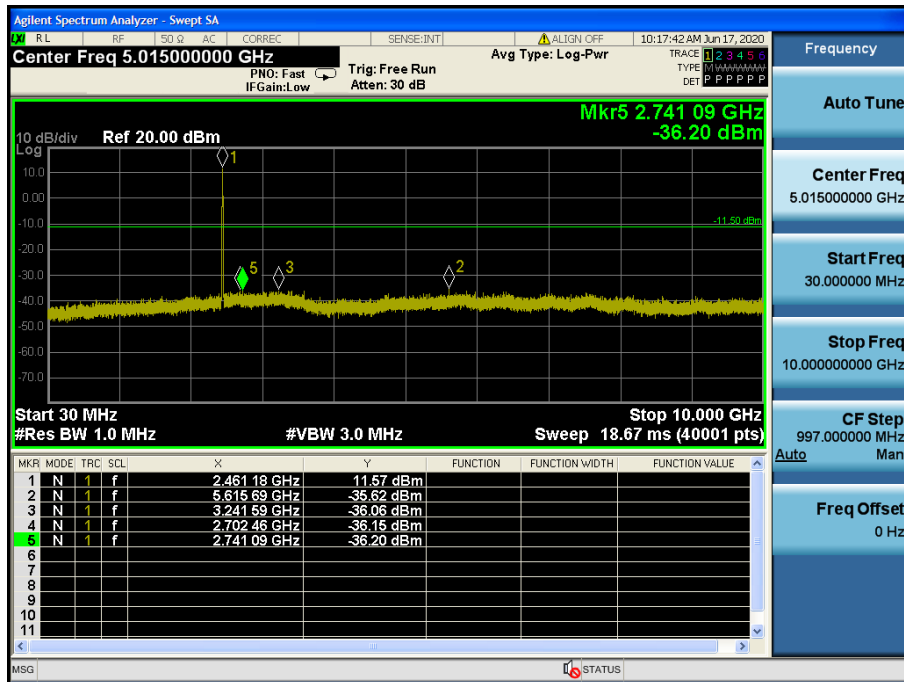 Agilent Spectrum Analyzer - Swept SA
LXI RL RF 50 Ω AC CORREC SENSE:INT ALIGN OFF 10:17:42 AM Jun 17, 2020
Center Freq 5.015000000 GHz
PNO: Fast
IFGain:Low
Trig: Free Run
Atten: 30 dB
Avg Type: Log-Pwr
TRACE 1 2 3 4 5 6
TYPE MWWWWW
DET P P P P P P
Mkr5 2.741 09 GHz
-36.20 dBm
10 dB/div Ref 20.00 dBm
Log
10.0
0.00
-10.0
-20.0
-30.0
-40.0
-50.0
-60.0
-70.0
1
-11.50 dBm
5
3
2
Start 30 MHz
Stop 10.000 GHz
#Res BW 1.0 MHz
#VBW 3.0 MHz
Sweep 18.67 ms (40001 pts)
MKR MODE TRC SCL X Y FUNCTION FUNCTION WIDTH FUNCTION VALUE
1 N 1 f 2.461 18 GHz 11.57 dBm
2 N 1 f 5.615 69 GHz -35.62 dBm
3 N 1 f 3.241 59 GHz -36.06 dBm
4 N 1 f 2.702 46 GHz -36.15 dBm
5 N 1 f 2.741 09 GHz -36.20 dBm
6
7
8
9
10
11
MSG
STATUS
Frequency
Auto Tune
Center Freq
5.015000000 GHz
Start Freq
30.000000 MHz
Stop Freq
10.000000000 GHz
CF Step
997.000000 MHz
Auto Man
Freq Offset
0 Hz